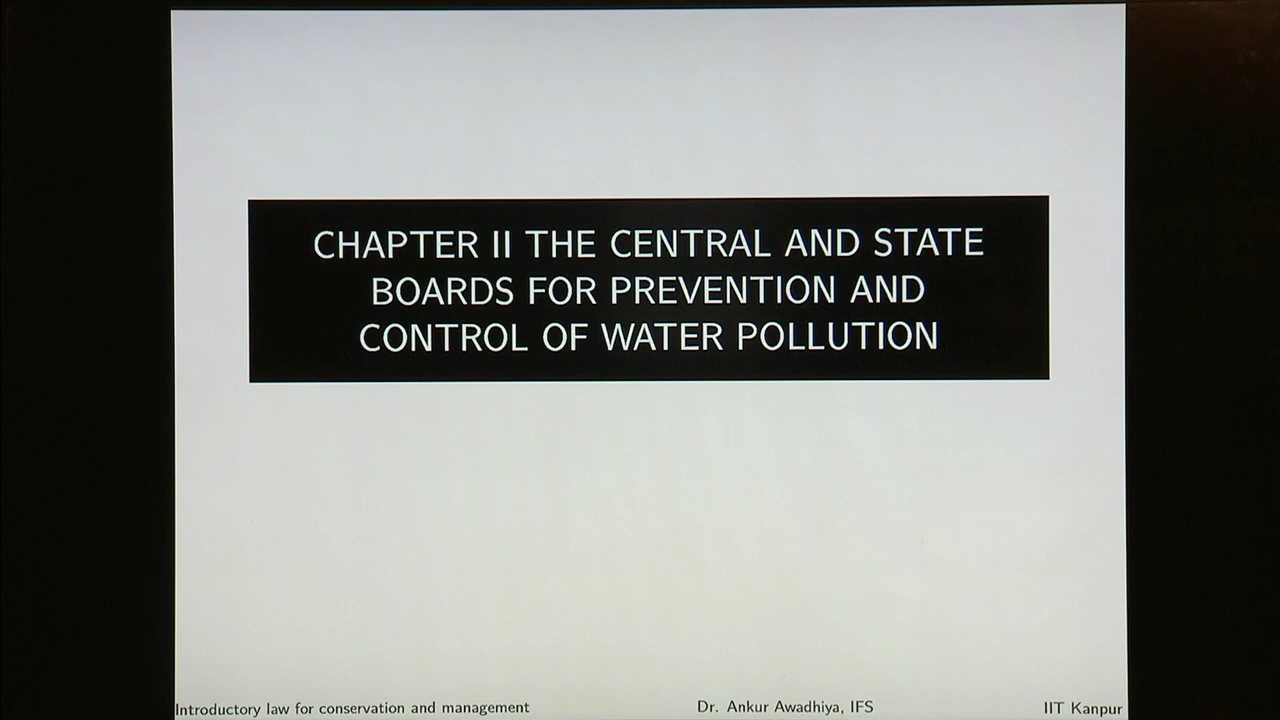 CHAPTER II THE CENTRAL AND STATE
BOARDS FOR PREVENTION AND
CONTROL OF WATER POLLUTION
Introductory law for conservation and management Dr. Ankur Awadhiya, IFS IIT Kanpur